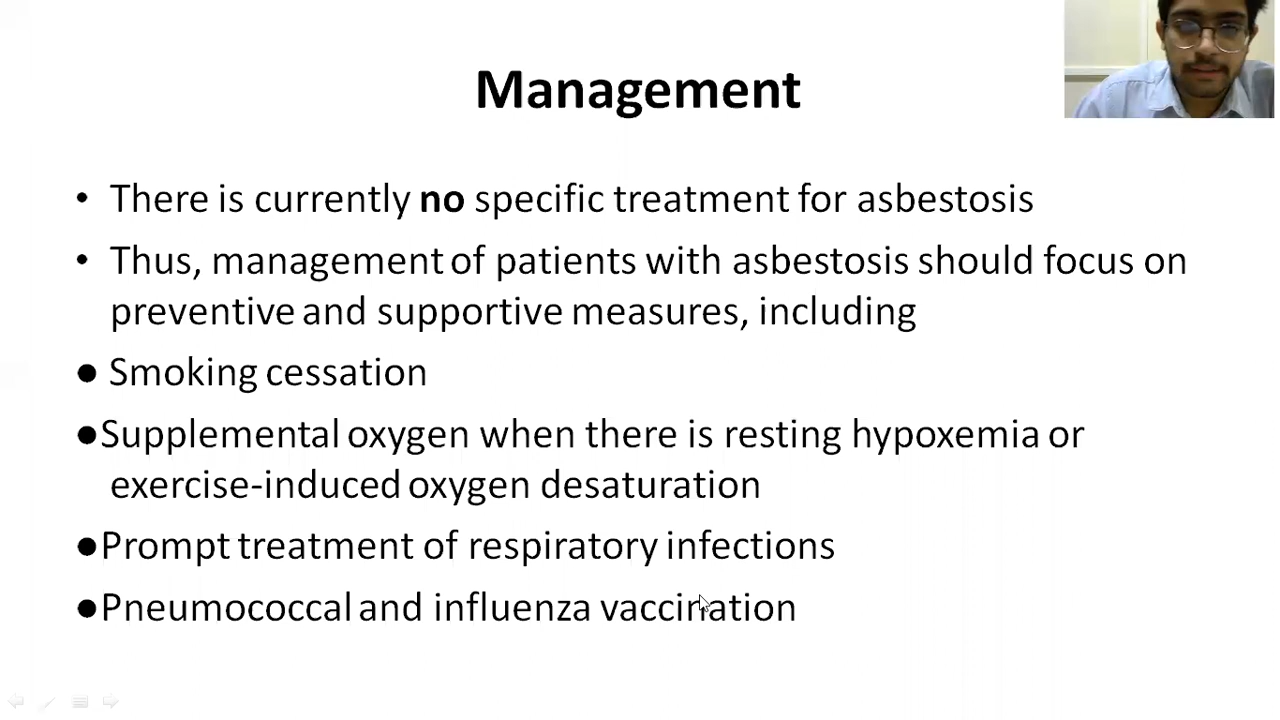 Management
• There is currently no specific treatment for asbestosis
• Thus, management of patients with asbestosis should focus on
preventive and supportive measures, including
● Smoking cessation
●Supplemental oxygen when there is resting hypoxemia or
exercise-induced oxygen desaturation
●Prompt treatment of respiratory infections
●Pneumococcal and influenza vaccination